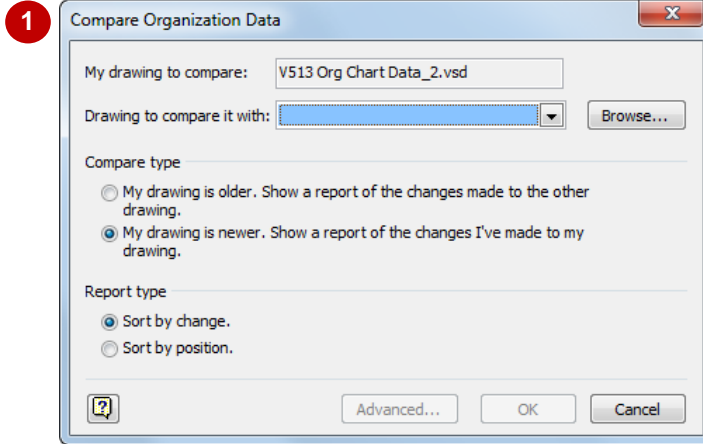 1
Compare Organization Data
My drawing to compare: V513 Org Chart Data_2.vsd
Drawing to compare it with: Browse...
Compare type
My drawing is older. Show a report of the changes made to the other
drawing.
My drawing is newer. Show a report of the changes I've made to my
drawing.
Report type
Sort by change.
Sort by position.
? Advanced... OK Cancel